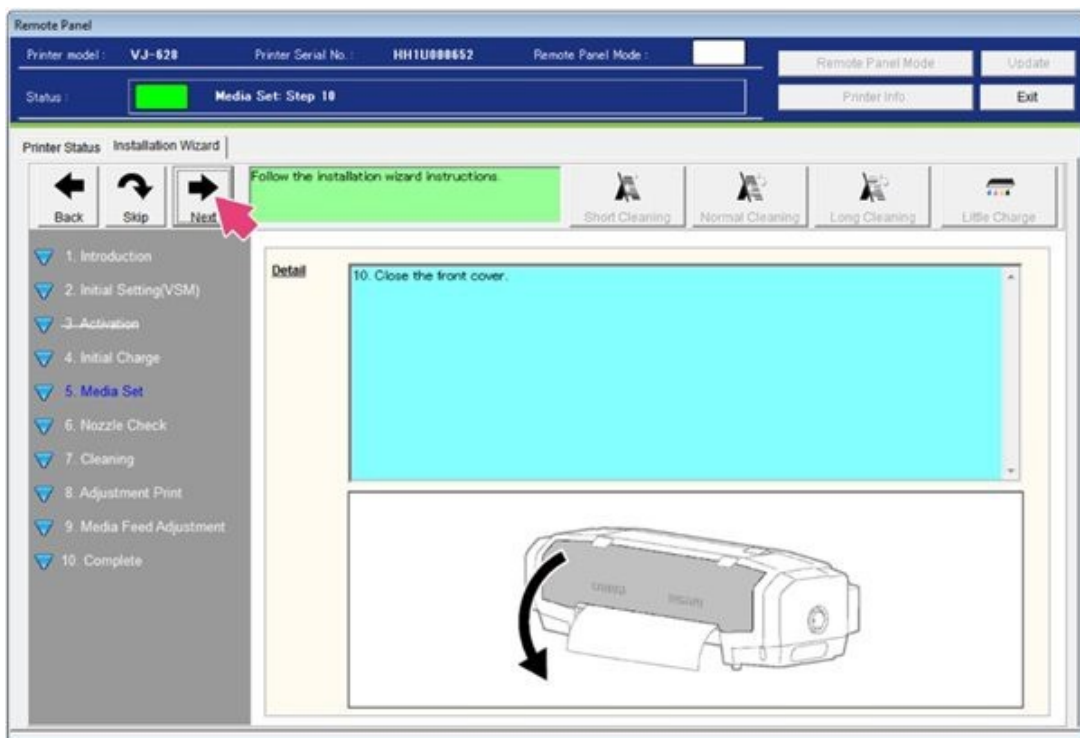 Remote Panel
Printer model : VJ-628 Printer Serial No. : HH1U000652 Remote Panel Mode :
Remote Panel Mode Update
Status : Media Set: Step 10
Printer Info. Exit
Printer Status Installation Wizard
Follow the installation wizard instructions.
Back Skip Next Short Cleaning Normal Cleaning Long Cleaning Little Charge
1. Introduction
2. Initial Setting(VSM)
3. Activation
4. Initial Charge
5. Media Set
6. Nozzle Check
7. Cleaning
8. Adjustment Print
9. Media Feed Adjustment
10. Complete
Detail
10. Close the front cover.